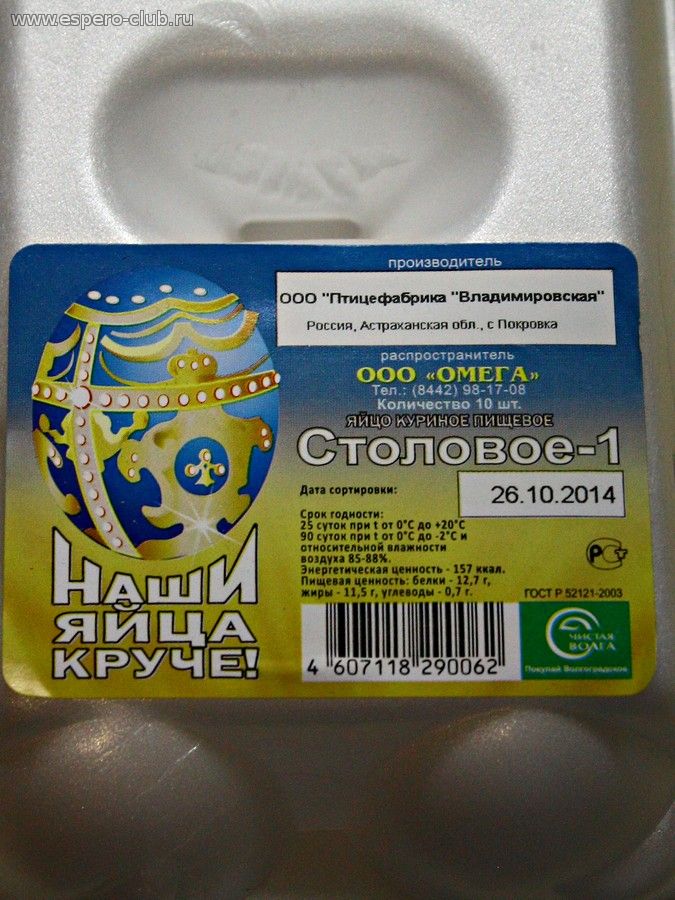 www.espero-club.ru
производитель
ООО "Птицефабрика "Владимировская"
Россия, Астраханская обл., с Покровка
распространитель
ООО «ОМЕГА»
Тел.: (8442) 98-17-08
Количество 10 шт.
ЯЙЦО КУРИНОЕ ПИЩЕВОЕ
Столовое-1
Дата сортировки:
26.10.2014
Срок годности:
25 суток при t от 0°С до +20°С
90 суток при t от 0°С до -2°С и
относительной влажности
воздуха 85-88%.
Энергетическая ценность - 157 ккал.
Пищевая ценность: белки - 12,7 г,
жиры - 11,5 г, углеводы - 0,7 г.
РСт
ГОСТ Р 52121-2003
НАШИ
ЯЙЦА
КРУЧЕ!
4 607118 290062
ЧИСТАЯ
ВОЛГА
Покупай Волгоградское